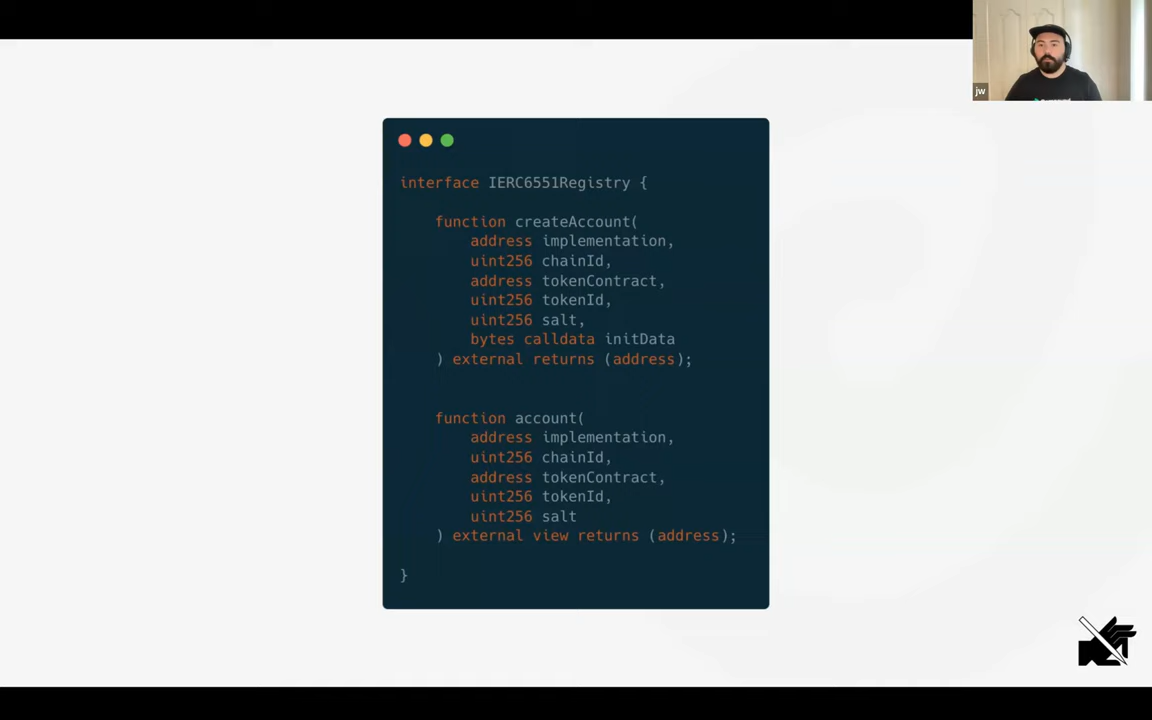 jw
interface IERC6551Registry {
function createAccount(
address implementation,
uint256 chainId,
address tokenContract,
uint256 tokenId,
uint256 salt,
bytes calldata initData
) external returns (address);
function account(
address implementation,
uint256 chainId,
address tokenContract,
uint256 tokenId,
uint256 salt
) external view returns (address);
}